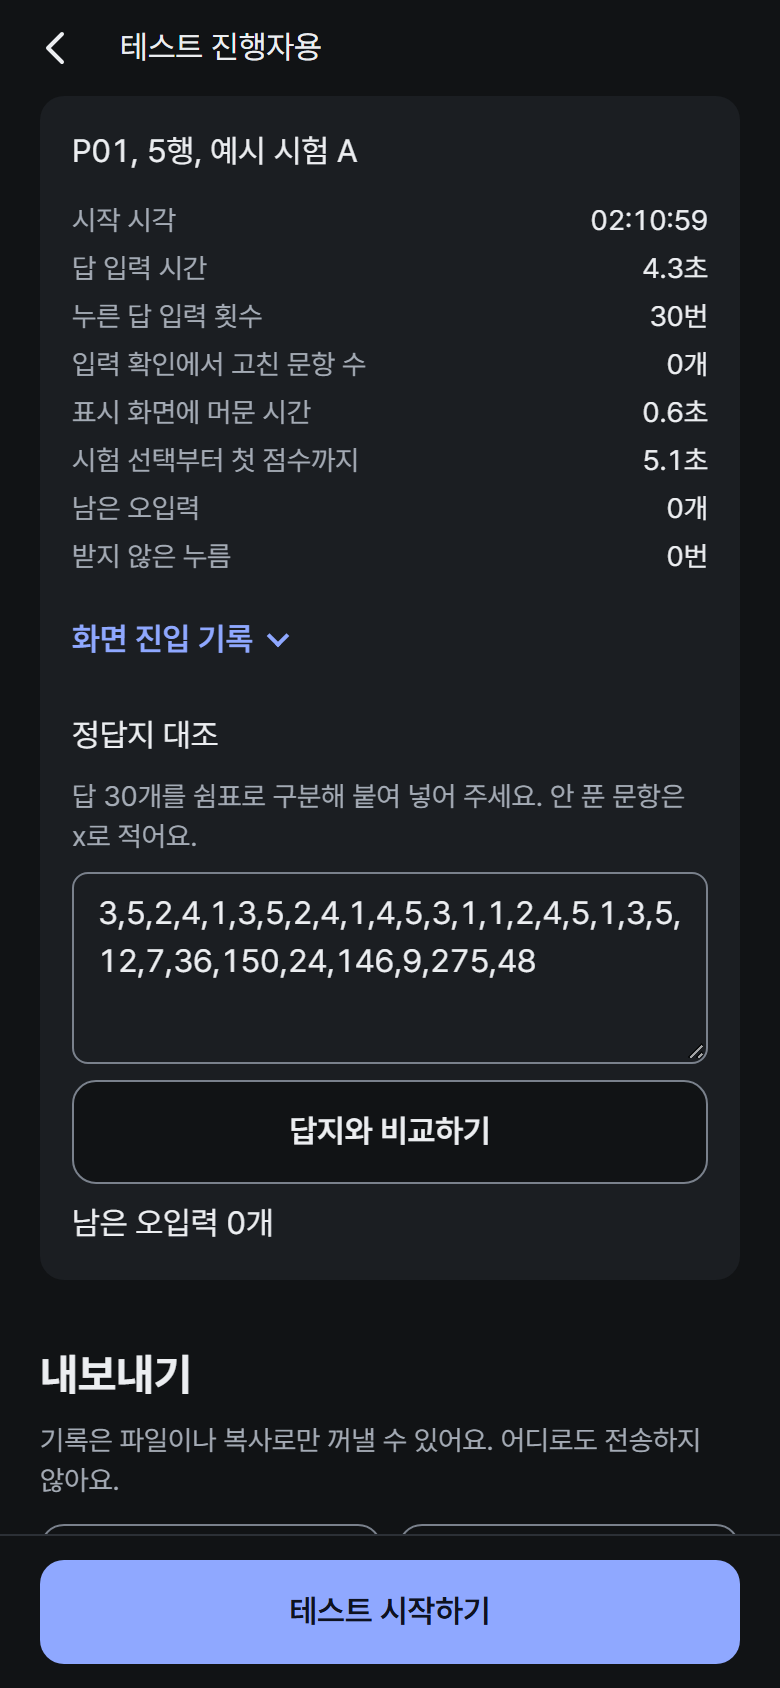 테스트 진행자용
P01, 5행, 예시 시험 A
시작 시각 02:10:59
답 입력 시간 4.3초
누른 답 입력 횟수 30번
입력 확인에서 고친 문항 수 0개
표시 화면에 머문 시간 0.6초
시험 선택부터 첫 점수까지 5.1초
남은 오입력 0개
받지 않은 누름 0번
화면 진입 기록
정답지 대조
답 30개를 쉼표로 구분해 붙여 넣어 주세요. 안 푼 문항은
x로 적어요.
3,5,2,4,1,3,5,2,4,1,4,5,3,1,1,2,4,5,1,3,5,
12,7,36,150,24,146,9,275,48
답지와 비교하기
남은 오입력 0개
내보내기
기록은 파일이나 복사로만 꺼낼 수 있어요. 어디로도 전송하지
않아요.
테스트 시작하기